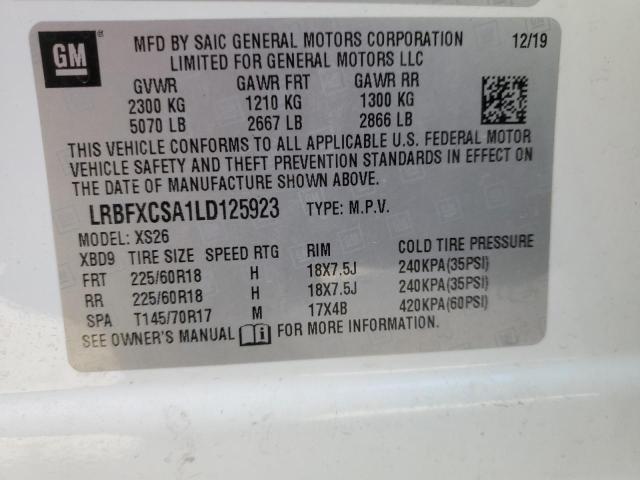 GM
MFD BY SAIC GENERAL MOTORS CORPORATION 12/19
LIMITED FOR GENERAL MOTORS LLC
GVWR GAWR FRT GAWR RR
2300 KG 1210 KG 1300 KG
5070 LB 2667 LB 2866 LB
THIS VEHICLE CONFORMS TO ALL APPLICABLE U.S. FEDERAL MOTOR
VEHICLE SAFETY AND THEFT PREVENTION STANDARDS IN EFFECT ON
THE DATE OF MANUFACTURE SHOWN ABOVE.
LRBFXCSA1LD125923 TYPE: M.P.V.
MODEL: XS26
XBD9 TIRE SIZE SPEED RTG RIM COLD TIRE PRESSURE
FRT 225/60R18 H 18X7.5J 240KPA(35PSI)
RR 225/60R18 H 18X7.5J 240KPA(35PSI)
SPA T145/70R17 M 17X4B 420KPA(60PSI)
SEE OWNER'S MANUAL FOR MORE INFORMATION.